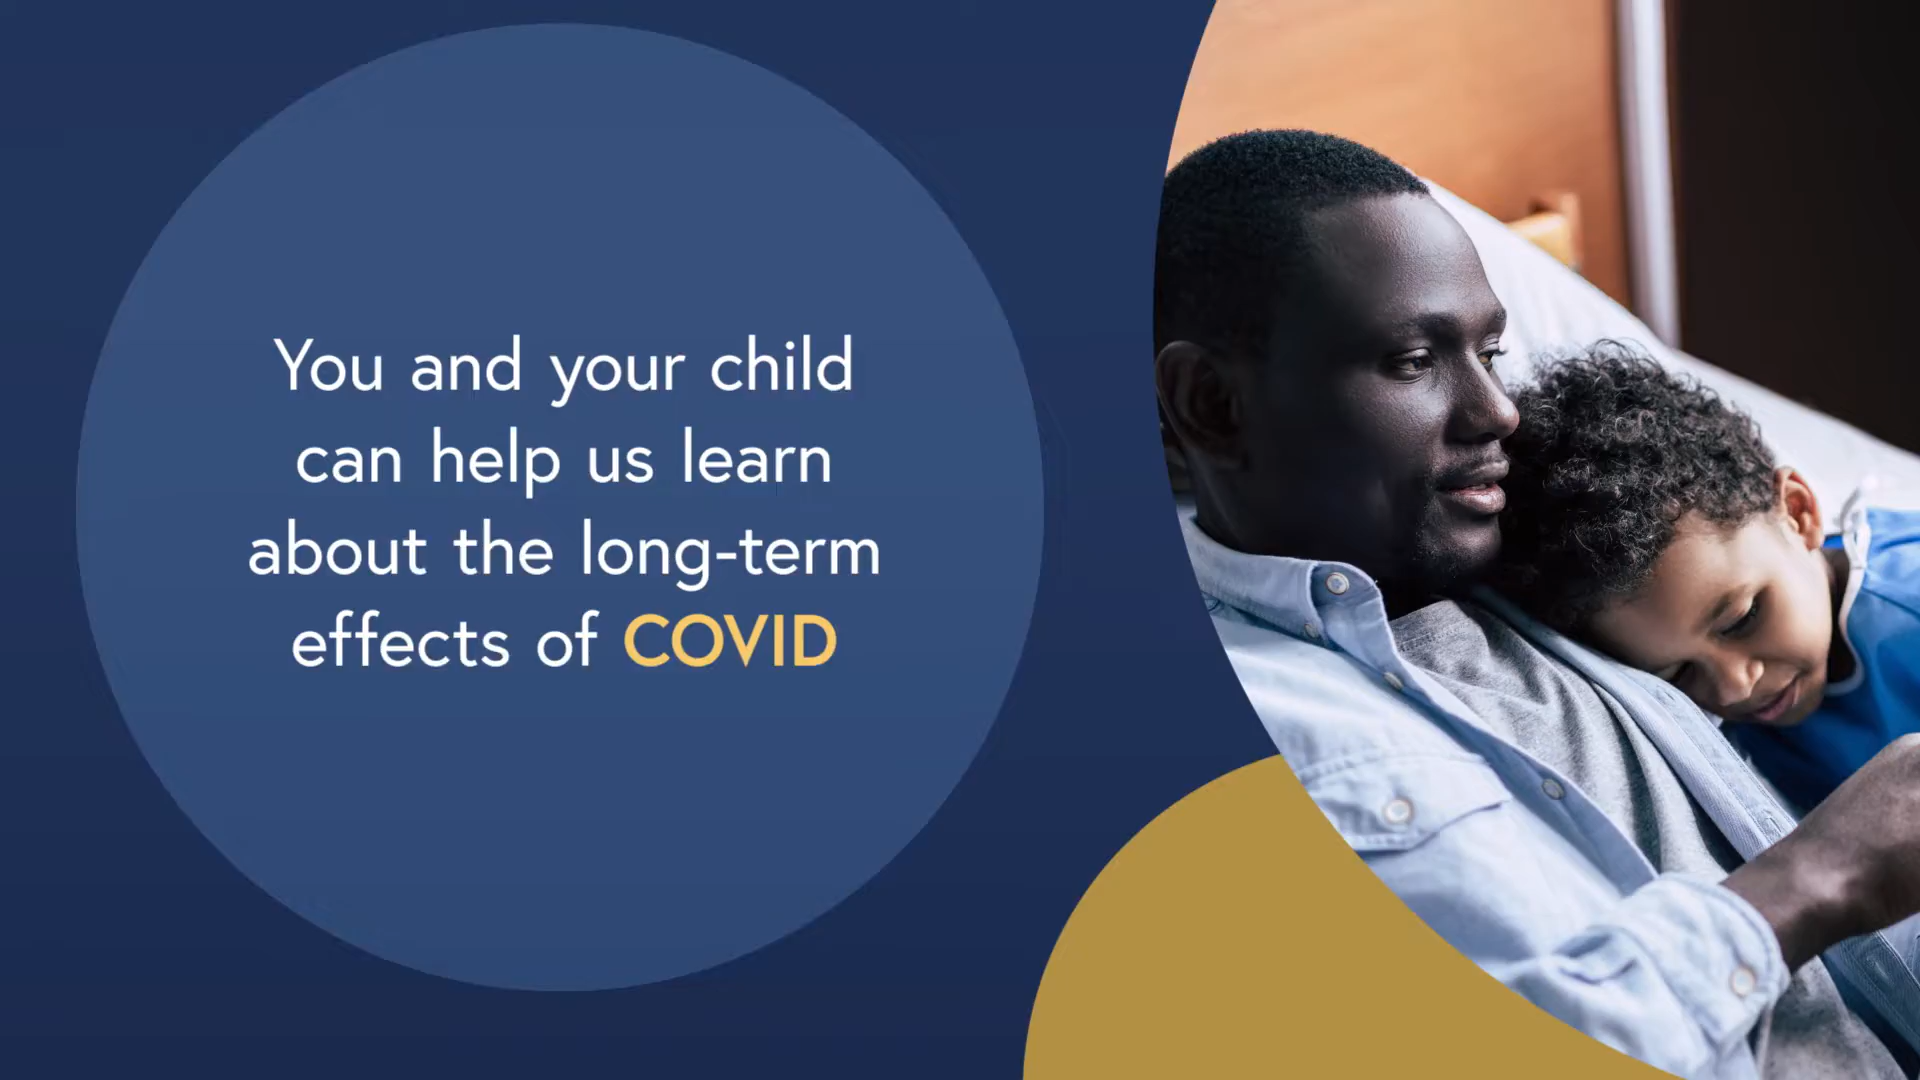 You and your child
can help us learn
about the long-term
effects of COVID